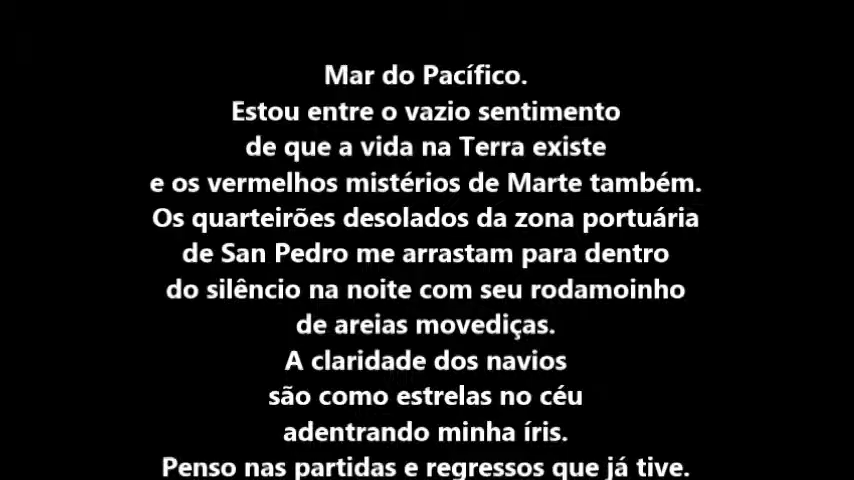 Mar do Pacífico.
Estou entre o vazio sentimento
de que a vida na Terra existe
e os vermelhos mistérios de Marte também.
Os quarteirões desolados da zona portuária
de San Pedro me arrastam para dentro
do silêncio na noite com seu rodamoinho
de areias movediças.
A claridade dos navios
são como estrelas no céu
adentrando minha íris.
Penso nas partidas e regressos que já tive.